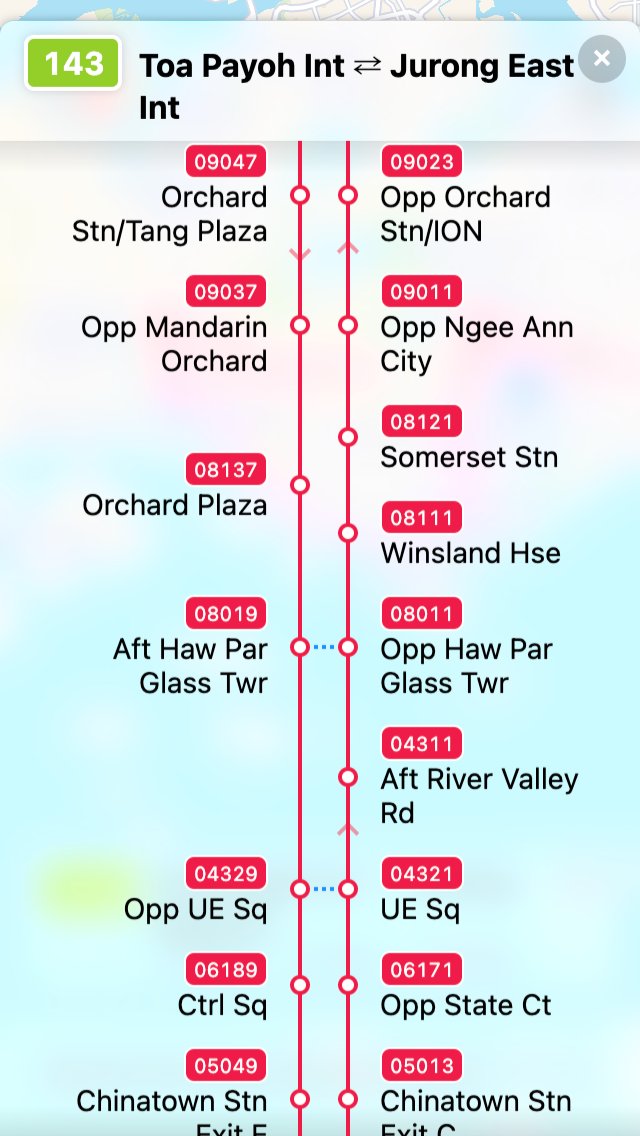 143
Toa Payoh Int ⇄ Jurong East
Int
09047
Orchard
Stn/Tang Plaza
09023
Opp Orchard
Stn/ION
09037
Opp Mandarin
Orchard
09011
Opp Ngee Ann
City
08121
Somerset Stn
08137
Orchard Plaza
08111
Winsland Hse
08019
Aft Haw Par
Glass Twr
08011
Opp Haw Par
Glass Twr
04311
Aft River Valley
Rd
04329
Opp UE Sq
04321
UE Sq
06189
Ctrl Sq
06171
Opp State Ct
05049
Chinatown Stn
Exit
05013
Chinatown Stn
Exit C